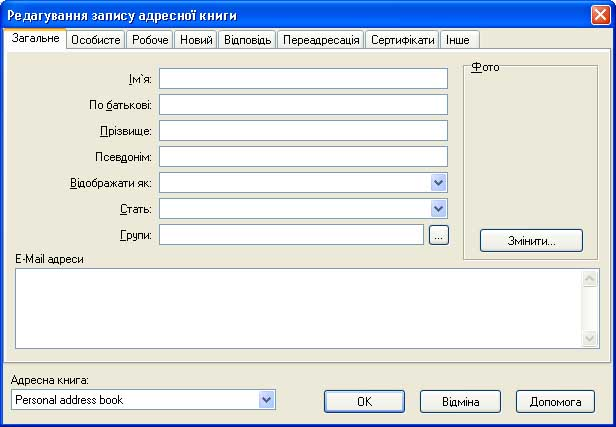 Редагування запису адресної книги
Загальне Особисте Робоче Новий Відповідь Переадресація Сертифікати Інше
Ім`я:
По батькові:
Прізвище:
Псевдонім:
Відображати як:
Стать:
Групи: ...
Фото
Змінити...
E-Mail адреси
Адресна книга:
Personal address book
OK Відміна Допомога